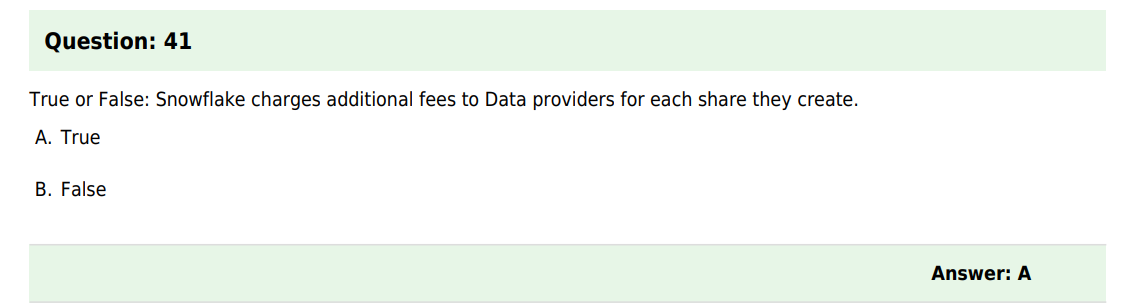 Question: 41
True or False: Snowflake charges additional fees to Data providers for each share they create.
A. True
B. False
Answer: A